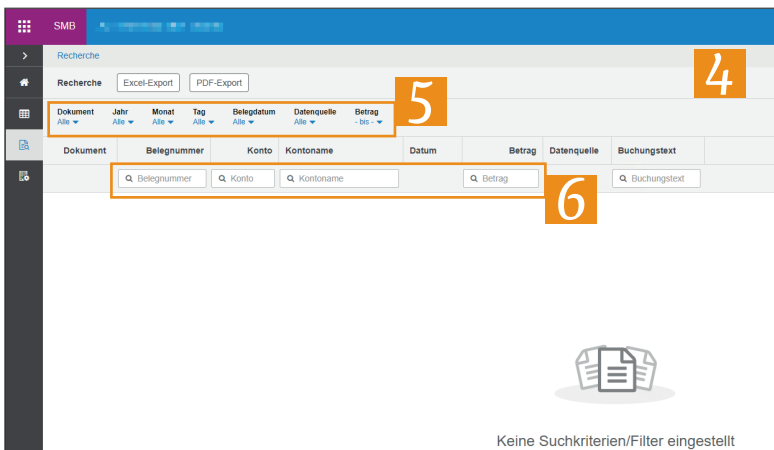 SMB
Recherche
4
Recherche Excel-Export PDF-Export
5
Dokument Jahr Monat Tag Belegdatum Datenquelle Betrag
Alle Alle Alle Alle Alle Alle - bis -
Dokument Belegnummer Konto Kontoname Datum Betrag Datenquelle Buchungstext
Belegnummer Konto Kontoname Betrag Buchungstext
6
Keine Suchkriterien/Filter eingestellt